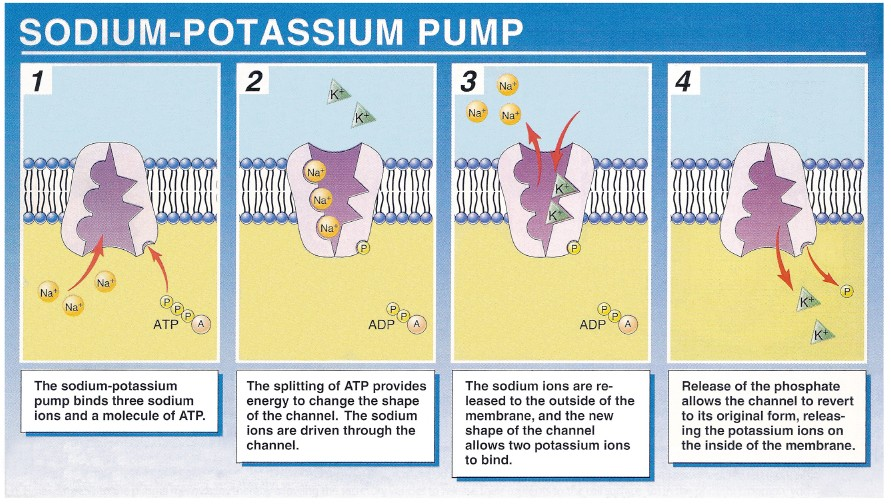 SODIUM-POTASSIUM PUMP
1
Na⁺
Na⁺
Na⁺
P
P
P
A
ATP
The sodium-potassium
pump binds three sodium
ions and a molecule of ATP.
2
K⁺
K⁺
Na⁺
Na⁺
Na⁺
P
P
P
A
ADP
The splitting of ATP provides
energy to change the shape
of the channel. The sodium
ions are driven through the
channel.
3
Na⁺
Na⁺
Na⁺
K⁺
K⁺
P
P
P
A
ADP
The sodium ions are re-
leased to the outside of the
membrane, and the new
shape of the channel
allows two potassium ions
to bind.
4
P
K⁺
K⁺
Release of the phosphate
allows the channel to revert
to its original form, releas-
ing the potassium ions on
the inside of the membrane.